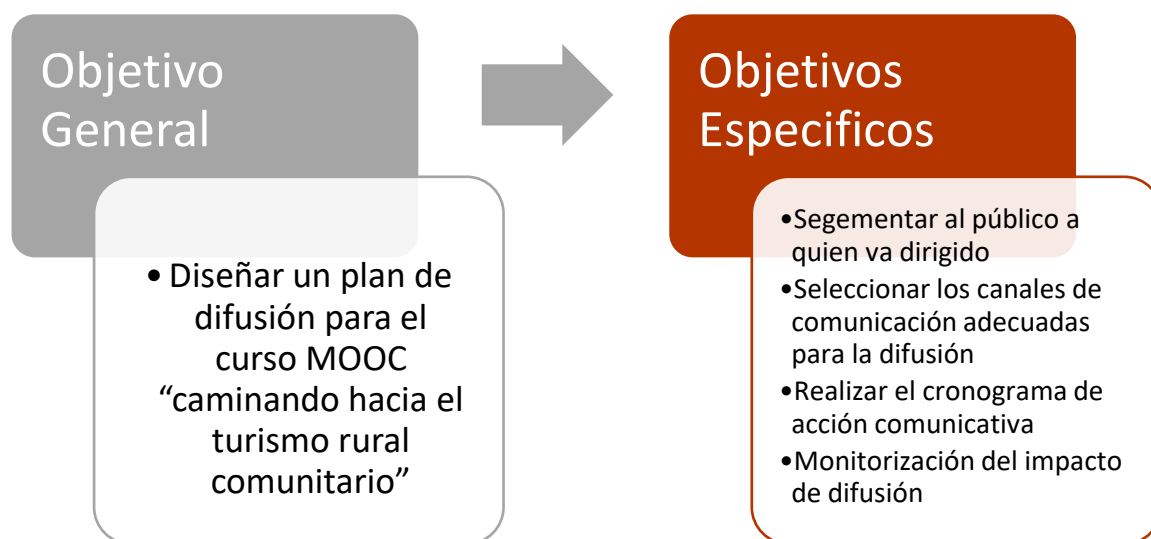 Objetivo
General
• Diseñar un plan de
difusión para el
curso MOOC
“caminando hacia el
turismo rural
comunitario”
Objetivos
Especificos
•Segementar al público a
quien va dirigido
•Seleccionar los canales de
comunicación adecuadas
para la difusión
•Realizar el cronograma de
acción comunicativa
•Monitorización del impacto
de difusión